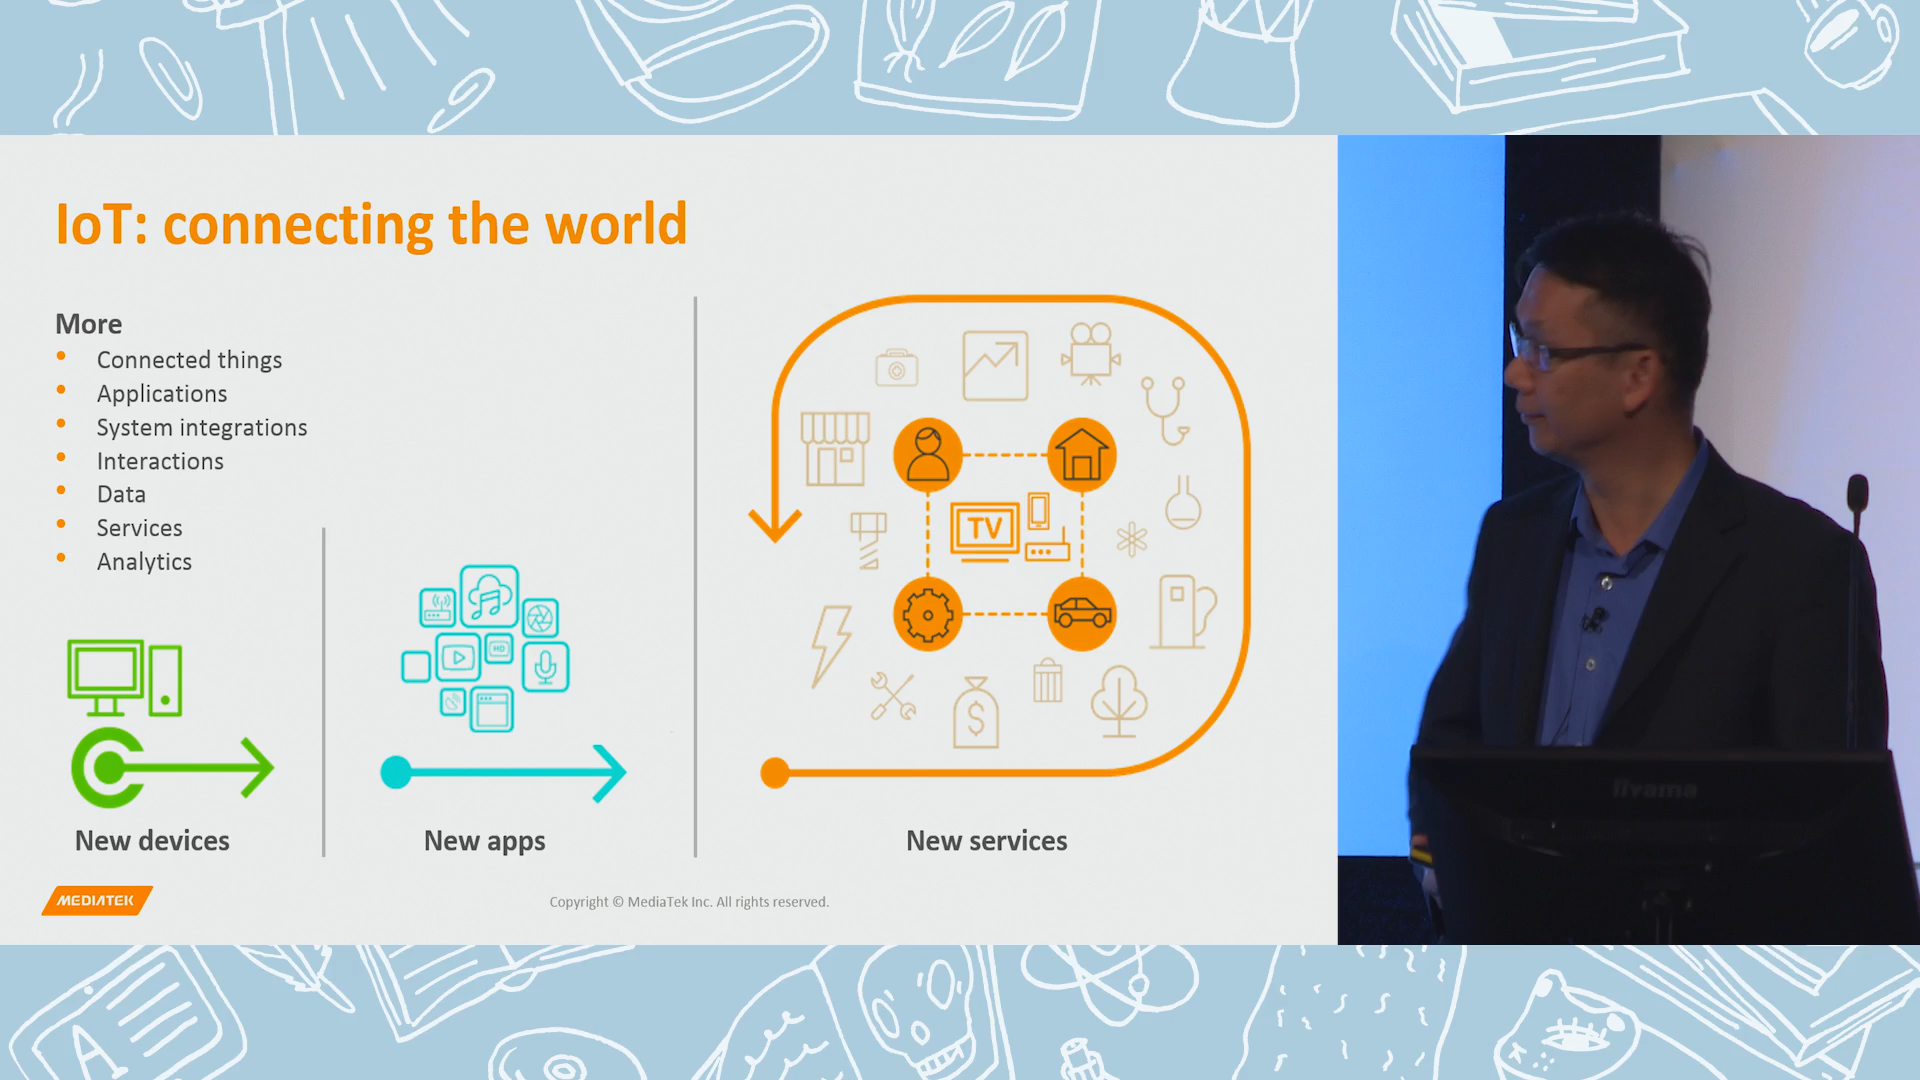 IoT: connecting the world
More
• Connected things
• Applications
• System integrations
• Interactions
• Data
• Services
• Analytics
TV
HD
$
New devices
New apps
New services
MEDIATEK
Copyright © MediaTek Inc. All rights reserved.
iiyama
A